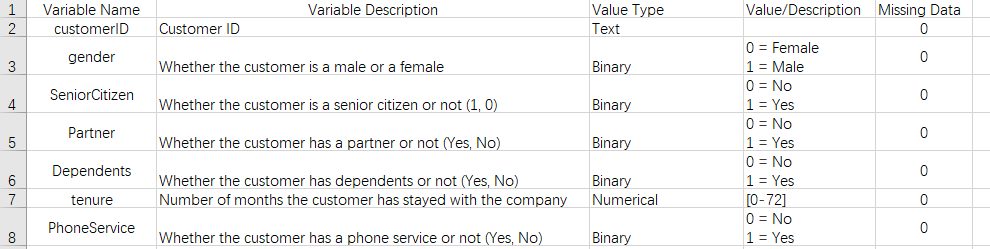 1 Variable Name Variable Description Value Type Value/Description Missing Data
2 customerID Customer ID Text 0
0 = Female
gender 0
3 Whether the customer is a male or a female Binary 1 = Male
0 = No
SeniorCitizen 0
4 Whether the customer is a senior citizen or not (1, 0) Binary 1 = Yes
0 = No
Partner 0
5 Whether the customer has a partner or not (Yes, No) Binary 1 = Yes
0 = No
Dependents 0
6 Whether the customer has dependents or not (Yes, No) Binary 1 = Yes
7 tenure Number of months the customer has stayed with the company Numerical [0-72] 0
0 = No
PhoneService 0
8 Whether the customer has a phone service or not (Yes, No) Binary 1 = Yes